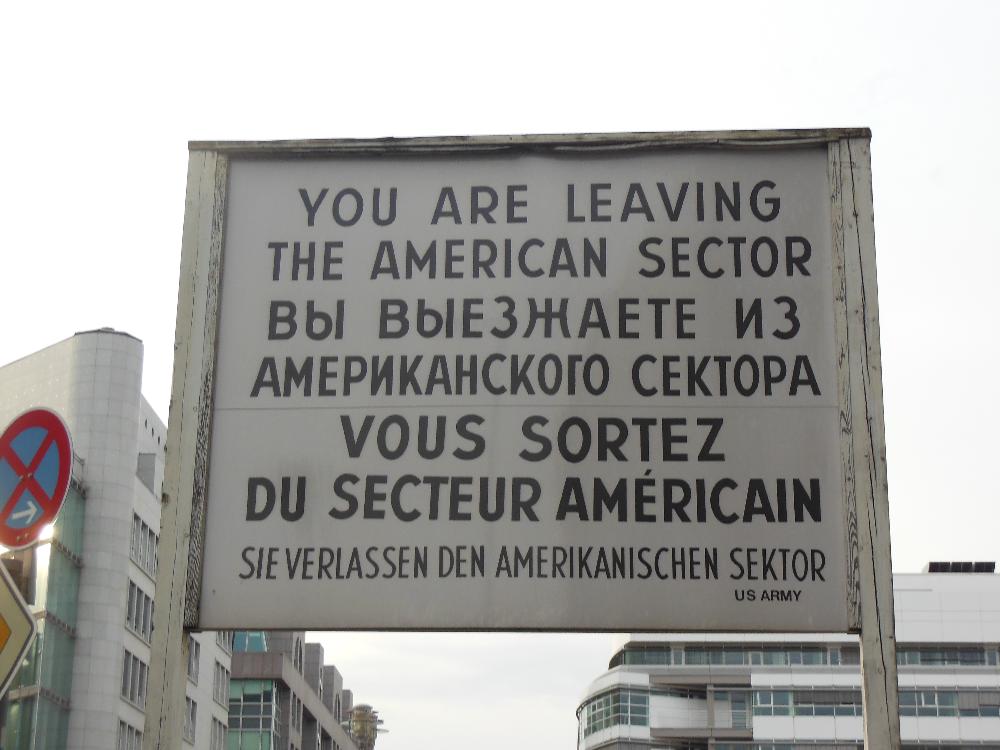 YOU ARE LEAVING
THE AMERICAN SECTOR
ВЫ ВЫЕЗЖАЕТЕ ИЗ
АМЕРИКАНСКОГО СЕКТОРА
VOUS SORTEZ
DU SECTEUR AMÉRICAIN
SIE VERLASSEN DEN AMERIKANISCHEN SEKTOR
US ARMY